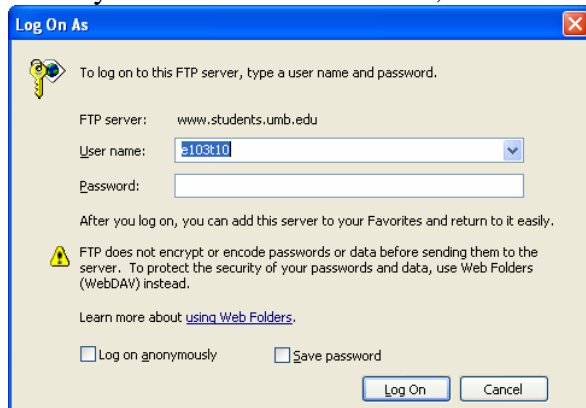 Log On As
To log on to this FTP server, type a user name and password.
FTP server: www.students.umb.edu
User name: e103t10
Password:
After you log on, you can add this server to your Favorites and return to it easily.
FTP does not encrypt or encode passwords or data before sending them to the
server. To protect the security of your passwords and data, use Web Folders
(WebDAV) instead.
Learn more about using Web Folders.
Log on anonymously Save password
Log On Cancel